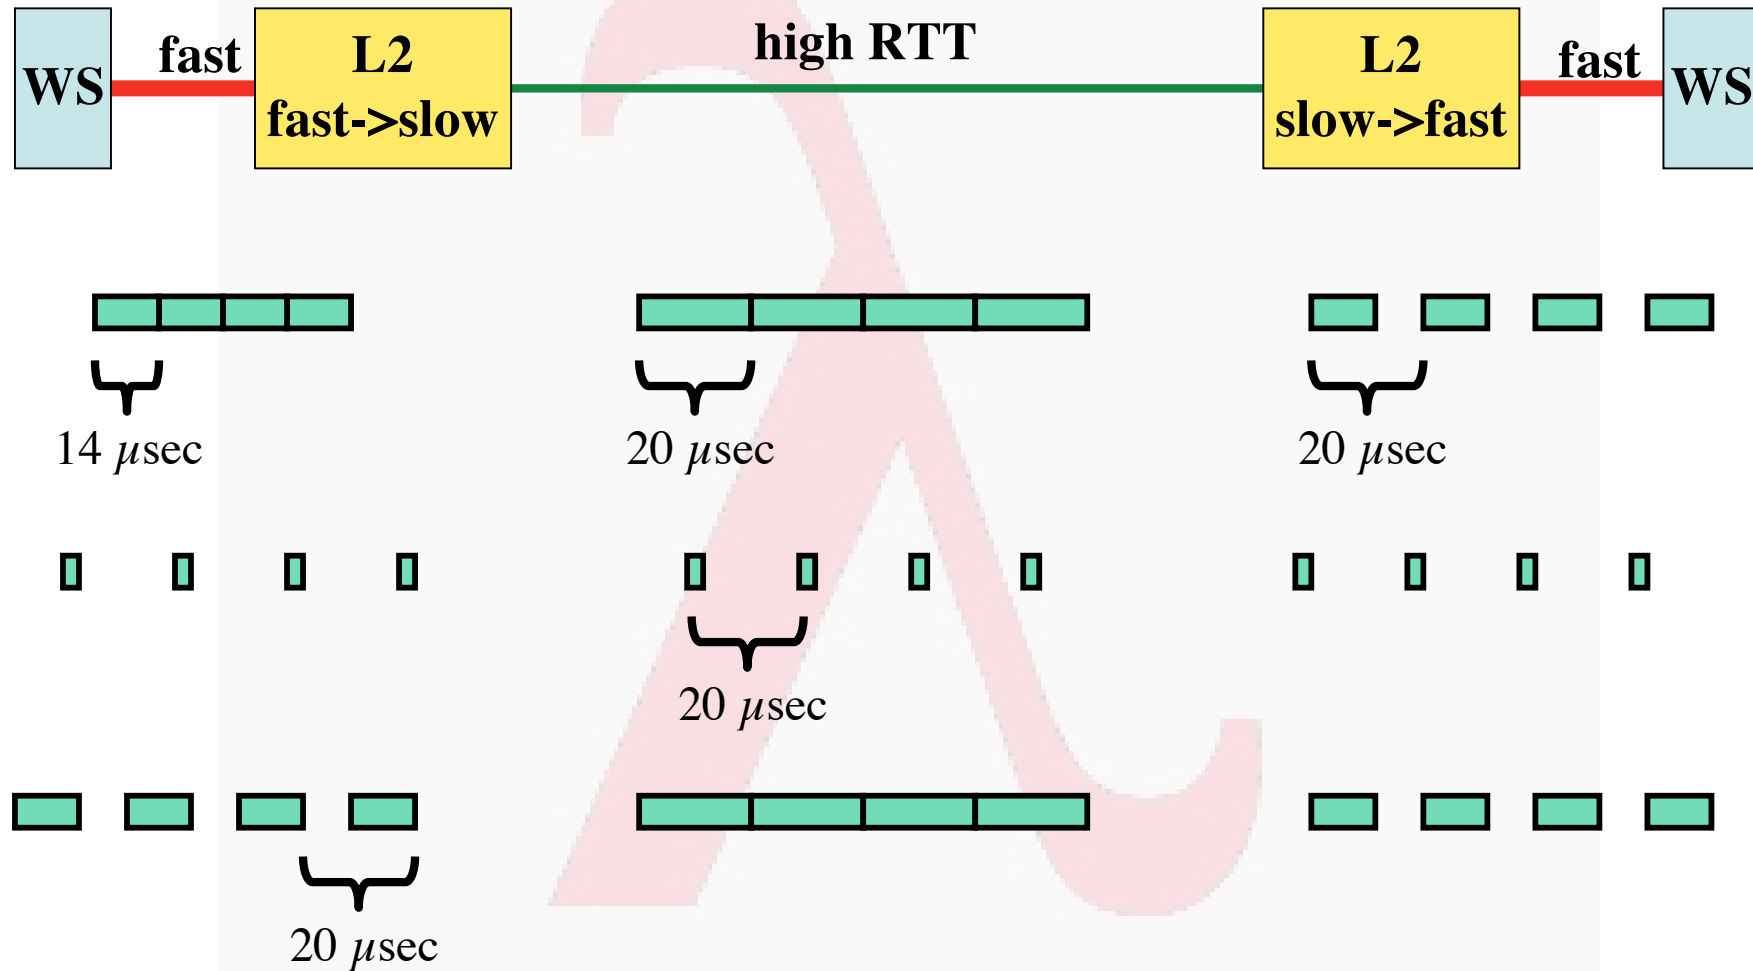 WS
fast
L2
fast->slow
high RTT
L2
slow->fast
fast
WS
14 µsec
20 µsec
20 µsec
20 µsec
20 µsec